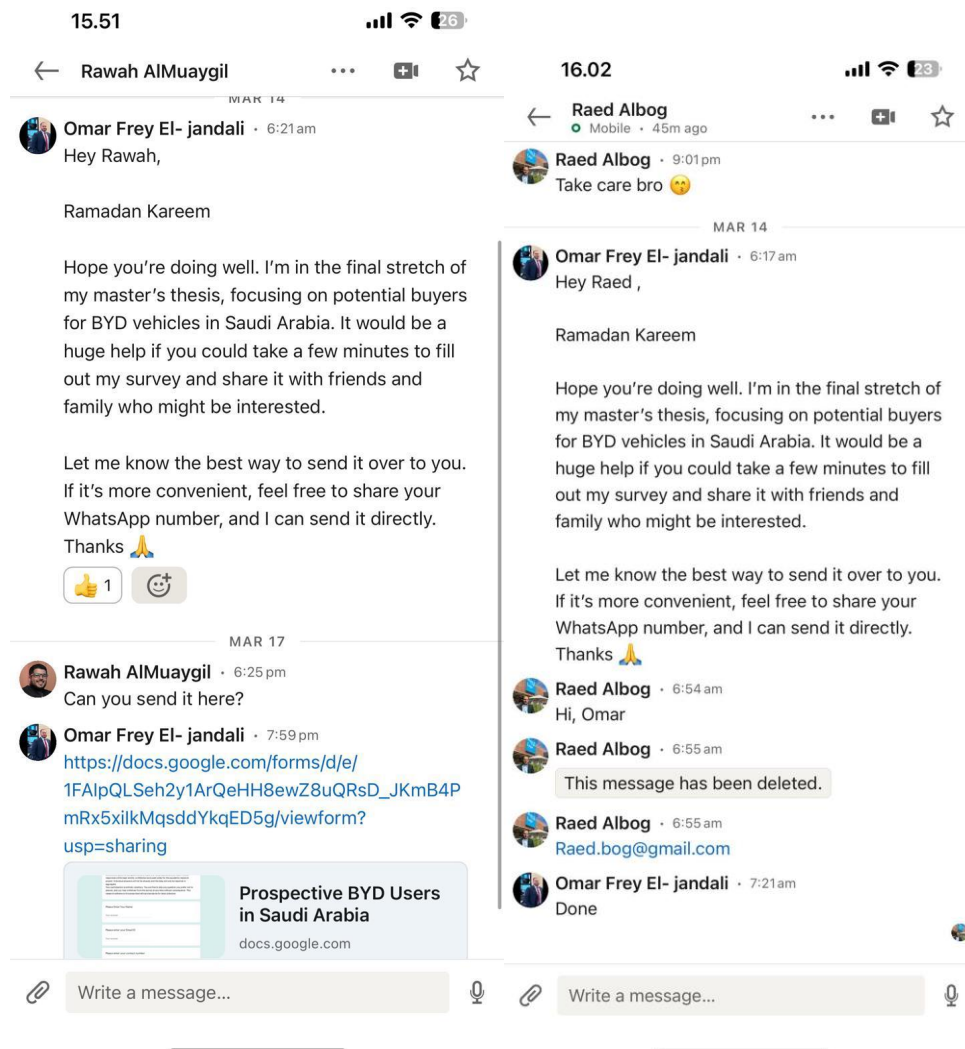 15.51
26
Rawah AlMuaygil
MAR 14
Omar Frey El- jandali · 6:21 am
Hey Rawah,
Ramadan Kareem
Hope you're doing well. I'm in the final stretch of
my master's thesis, focusing on potential buyers
for BYD vehicles in Saudi Arabia. It would be a
huge help if you could take a few minutes to fill
out my survey and share it with friends and
family who might be interested.
Let me know the best way to send it over to you.
If it's more convenient, feel free to share your
WhatsApp number, and I can send it directly.
Thanks 🙏
👍 1
MAR 17
Rawah AlMuaygil · 6:25 pm
Can you send it here?
Omar Frey El- jandali · 7:59 pm
https://docs.google.com/forms/d/e/
1FAIpQLSeh2y1ArQeHH8ewZ8uQRsD_JKmB4P
mRx5xilkMqsddYkqED5g/viewform?
usp=sharing
Prospective BYD Users
in Saudi Arabia
docs.google.com
Write a message...
16.02
23
Raed Albog
Mobile · 45m ago
Raed Albog · 9:01 pm
Take care bro 😙
MAR 14
Omar Frey El- jandali · 6:17 am
Hey Raed ,
Ramadan Kareem
Hope you're doing well. I'm in the final stretch of
my master's thesis, focusing on potential buyers
for BYD vehicles in Saudi Arabia. It would be a
huge help if you could take a few minutes to fill
out my survey and share it with friends and
family who might be interested.
Let me know the best way to send it over to you.
If it's more convenient, feel free to share your
WhatsApp number, and I can send it directly.
Thanks 🙏
Raed Albog · 6:54 am
Hi, Omar
Raed Albog · 6:55 am
This message has been deleted.
Raed Albog · 6:55 am
Raed.bog@gmail.com
Omar Frey El- jandali · 7:21 am
Done
Write a message...